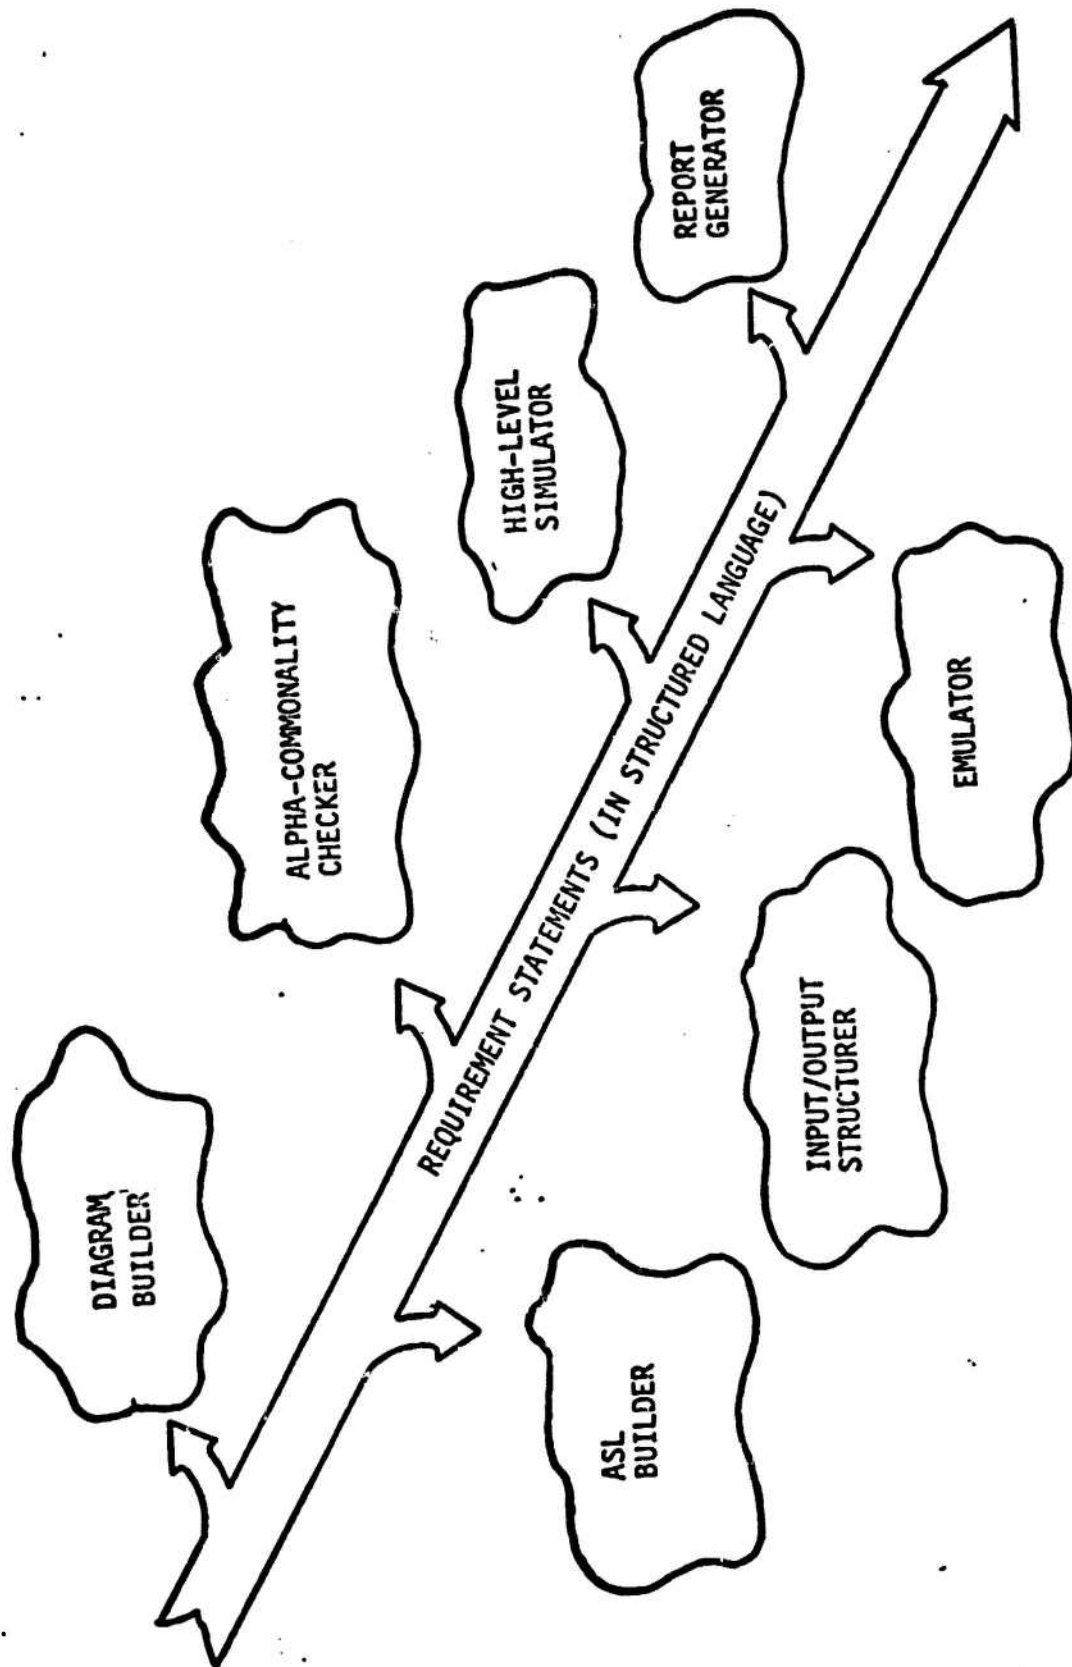 DIAGRAM
BUILDER
ALPHA-COMMONALITY
CHECKER
HIGH-LEVEL
SIMULATOR
REPORT
GENERATOR
REQUIREMENT STATEMENTS (IN STRUCTURED LANGUAGE)
ASL
BUILDER
INPUT/OUTPUT
STRUCTURER
EMULATOR